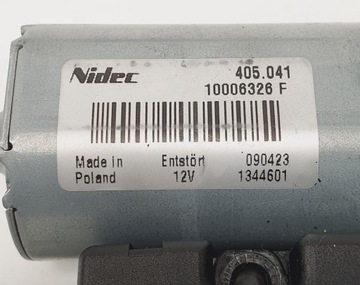 Nidec 405.041
10006326 F
Made in Entstört 090423
Poland 12V 1344601